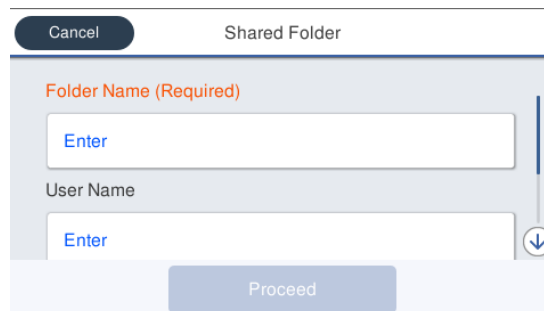 Cancel
Shared Folder
Folder Name (Required)
Enter
User Name
Enter
Proceed